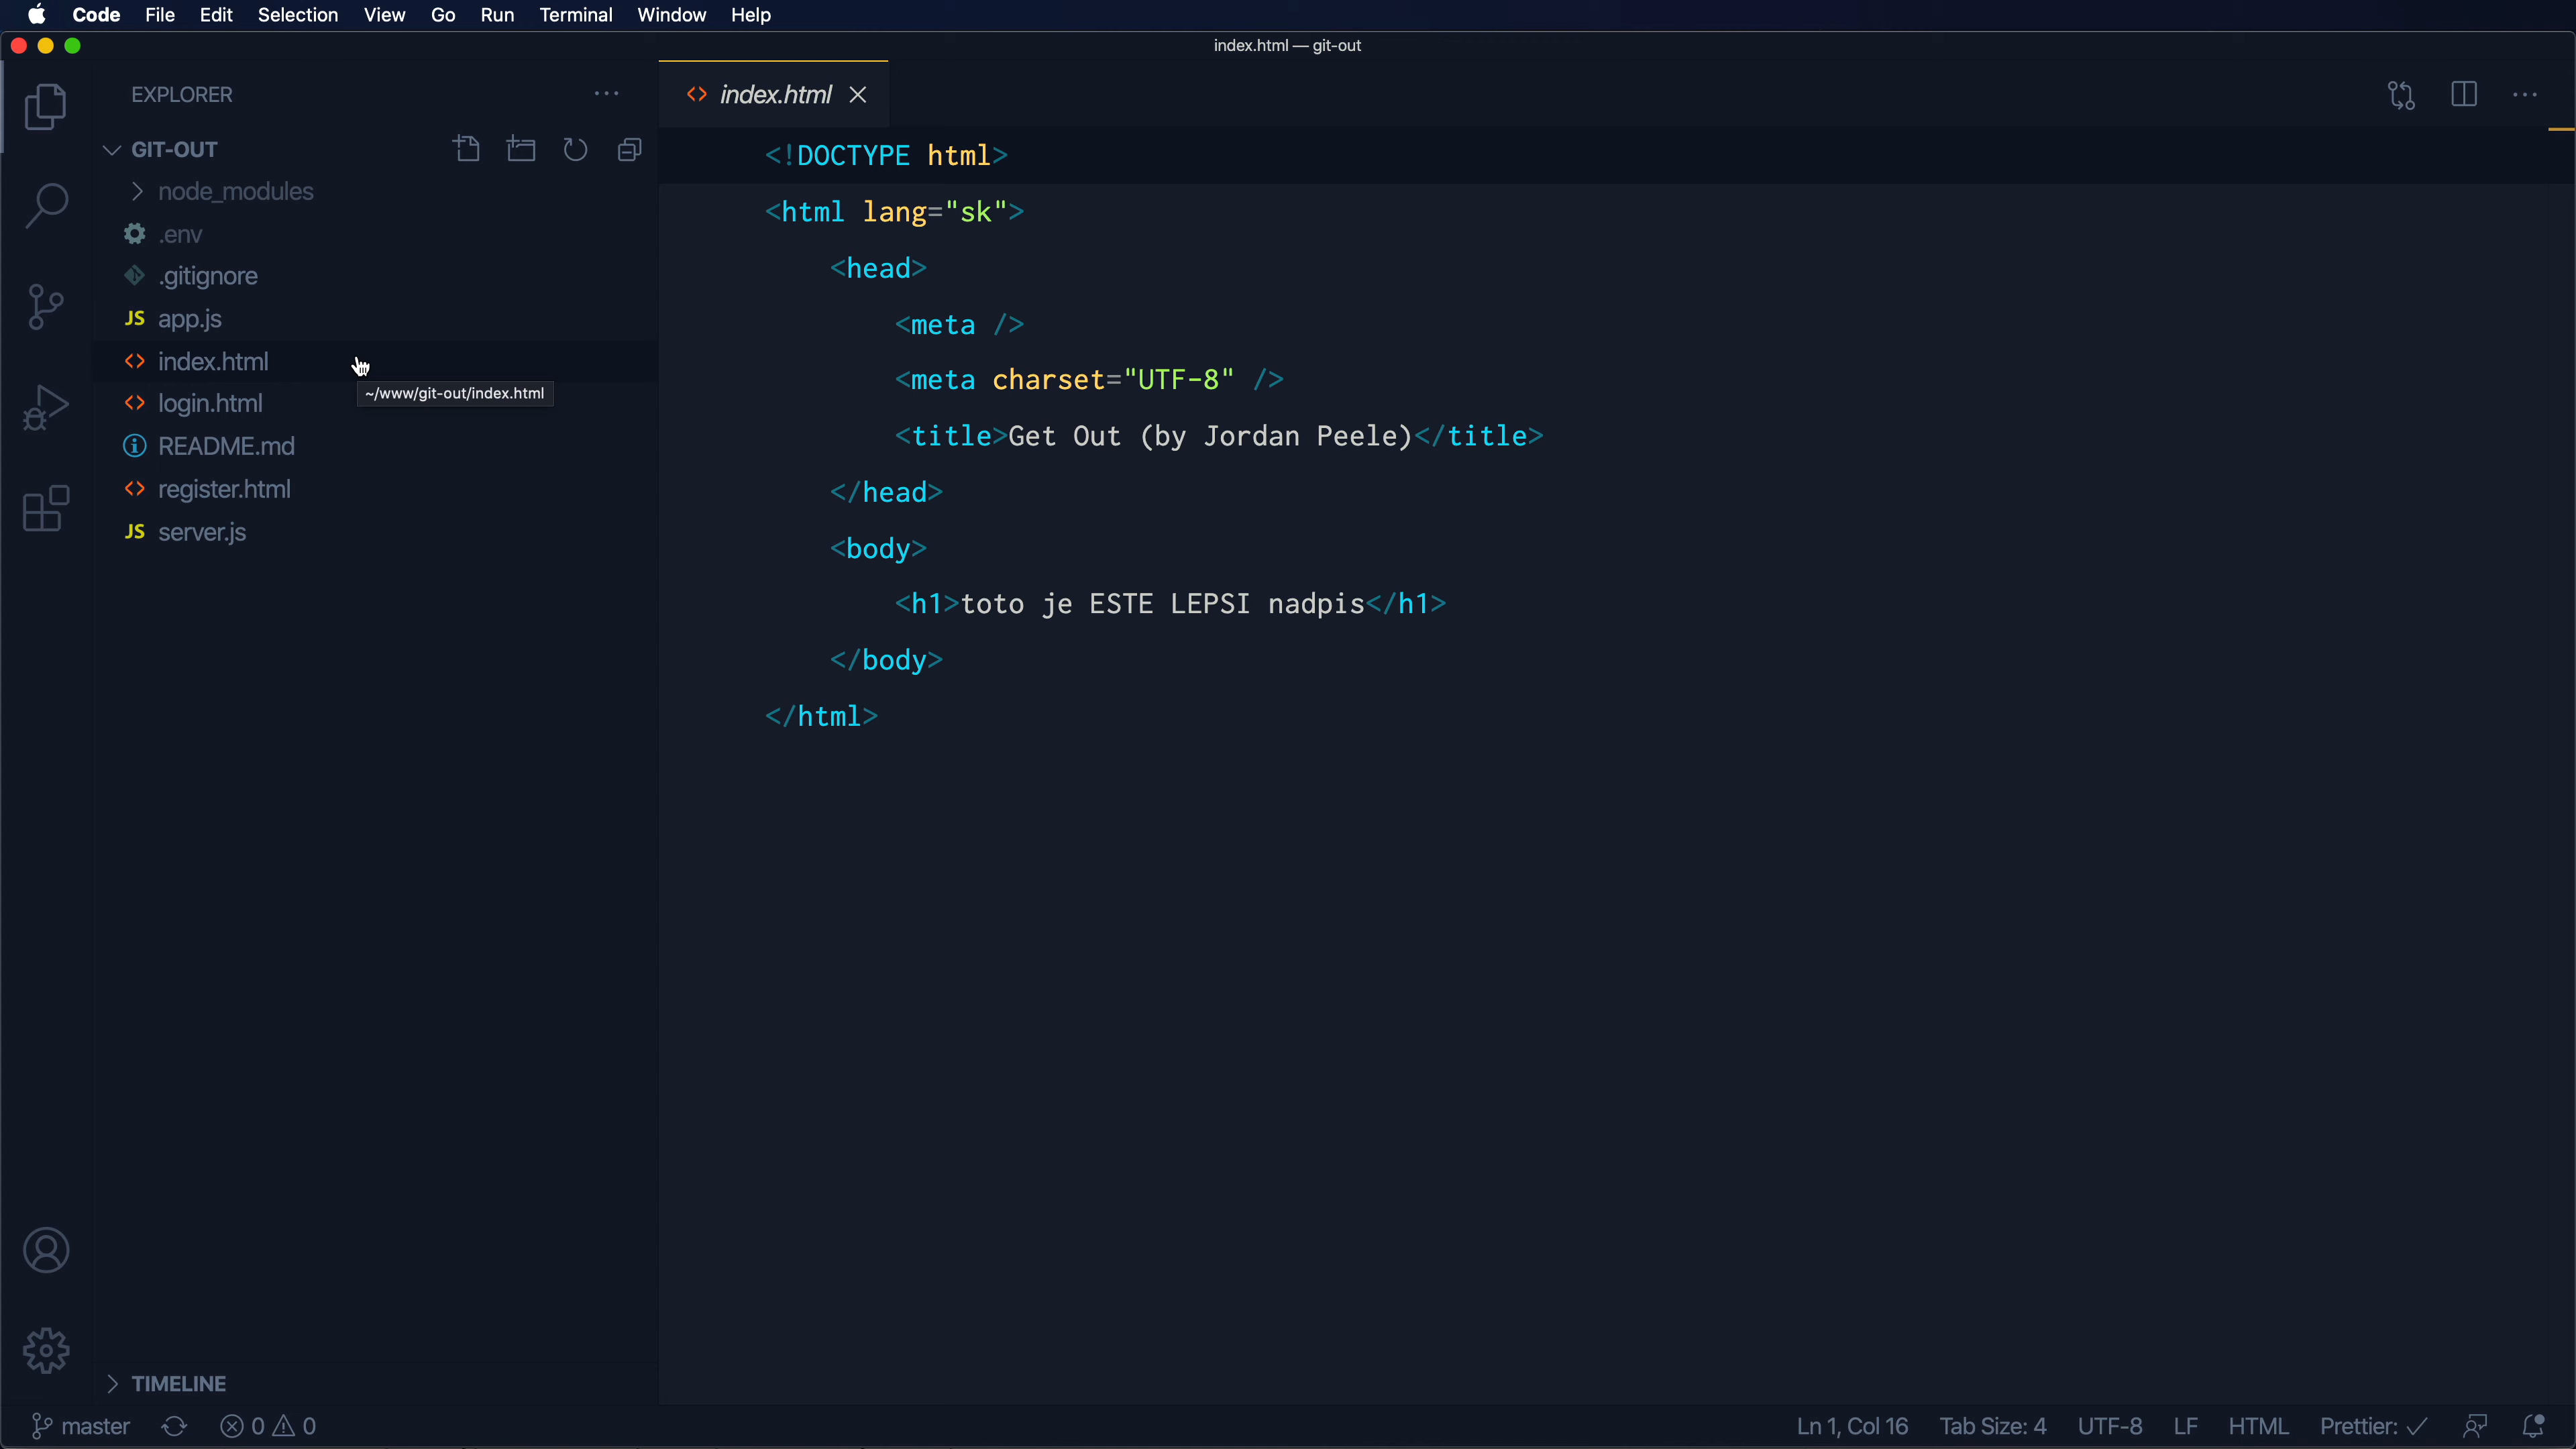 Code File Edit Selection View Go Run Terminal Window Help
index.html — git-out
EXPLORER
GIT-OUT
node_modules
.env
.gitignore
JS app.js
index.html
~/www/git-out/index.html
login.html
README.md
register.html
JS server.js
TIMELINE
index.html
<!DOCTYPE html>
<html lang="sk">
<head>
<meta />
<meta charset="UTF-8" />
<title>Get Out (by Jordan Peele)</title>
</head>
<body>
<h1>toto je ESTE LEPSI nadpis</h1>
</body>
</html>
master 0 0 Ln 1, Col 16 Tab Size: 4 UTF-8 LF HTML Prettier: ✓